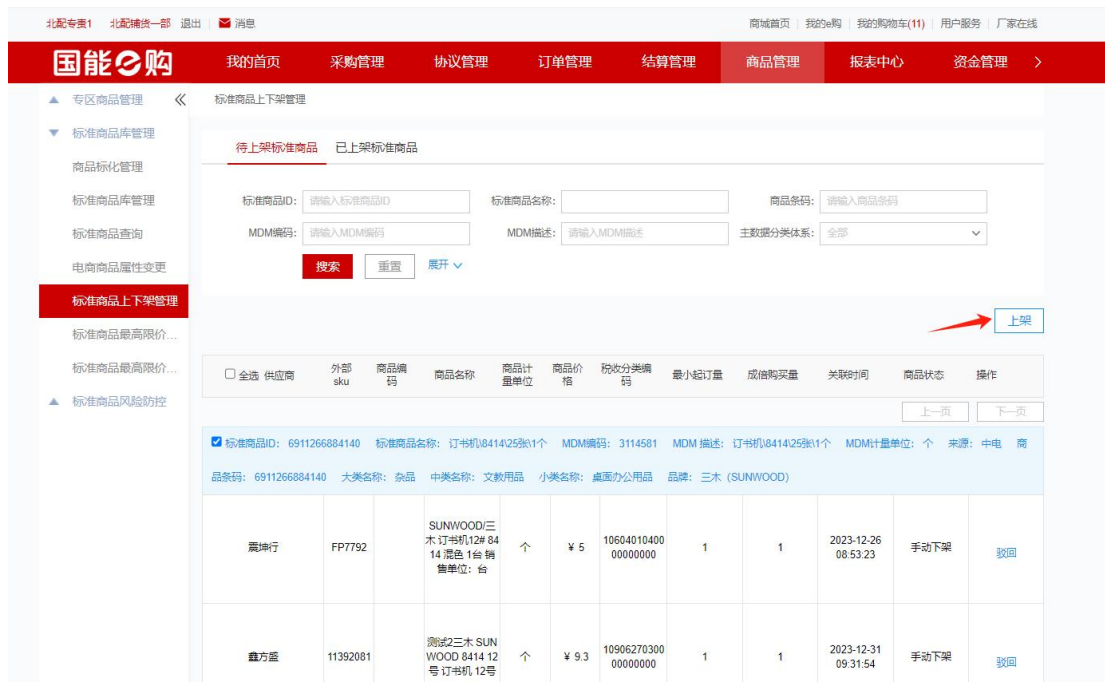 北配专责1 北配辅货一部 退出 消息 商城首页 我的e购 我的购物车(11) 用户服务 厂家在线
国能e购 我的首页 采购管理 协议管理 订单管理 结算管理 商品管理 报表中心 资金管理
专区商品管理 标准商品上下架管理
标准商品库管理
待上架标准商品 已上架标准商品
商品标化管理
标准商品库管理
标准商品ID: 请输入标准商品ID 标准商品名称: 商品条码: 请输入商品条码
标准商品查询
MDM编码: 请输入MDM编码 MDM描述: 请输入MDM描述 主数据分类体系: 全部
电商商品属性变更
搜索 重置 展开
标准商品上下架管理
上架
标准商品最高限价...
标准商品最高限价...
全选 供应商 外部sku 商品编码 商品名称 商品计量单位 商品价格 税收分类编码 最小起订量 成倍购买量 关联时间 商品状态 操作
标准商品风险防控
上一页 下一页
标准商品ID: 6911266884140 标准商品名称: 订书机\8414\25张\1个 MDM编码: 3114581 MDM 描述: 订书机\8414\25张\1个 MDM计量单位: 个 来源: 中电 商
品条码: 6911266884140 大类名称: 杂品 中类名称: 文教用品 小类名称: 桌面办公用品 品牌: 三木 (SUNWOOD)
震坤行 FP7792 SUNWOOD/三木 订书机12# 8414 混色 1台 销售单位: 台 个 ¥ 5 1060401040000000000 1 1 2023-12-26 08:53:23 手动下架 驳回
鑫方盛 11392081 测试2三木 SUNWOOD 8414 12号 订书机 12号 个 ¥ 9.3 1090627030000000000 1 1 2023-12-31 09:31:54 手动下架 驳回